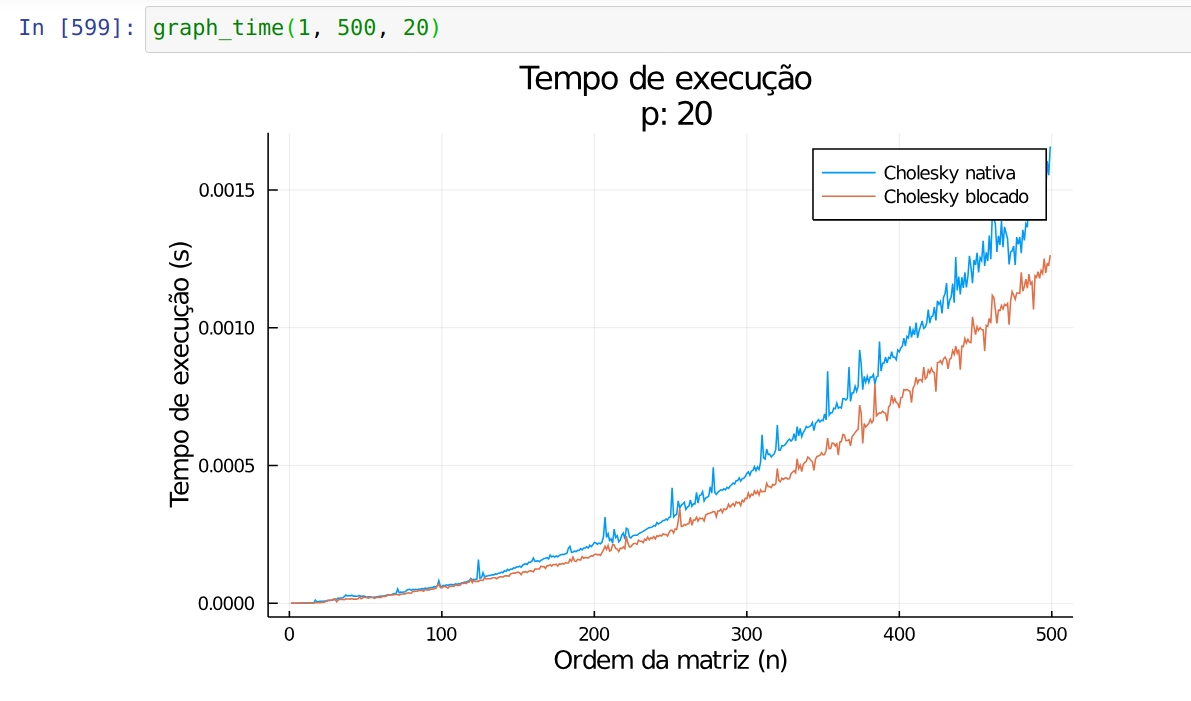 In [599]: graph_time(1, 500, 20)
Tempo de execução
p: 20
Cholesky nativa
Cholesky blocado
Tempo de execução (s)
0.0015
0.0010
0.0005
0.0000
0 100 200 300 400 500
Ordem da matriz (n)